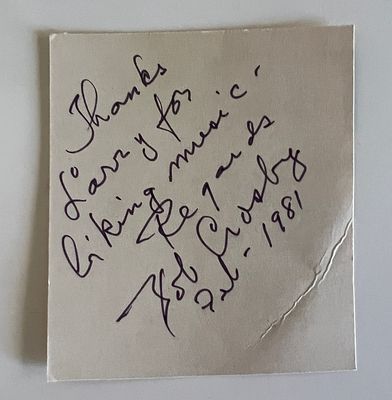 Thanks
Larry for
liking music -
Regards
Bob Crosby
Feb - 1981